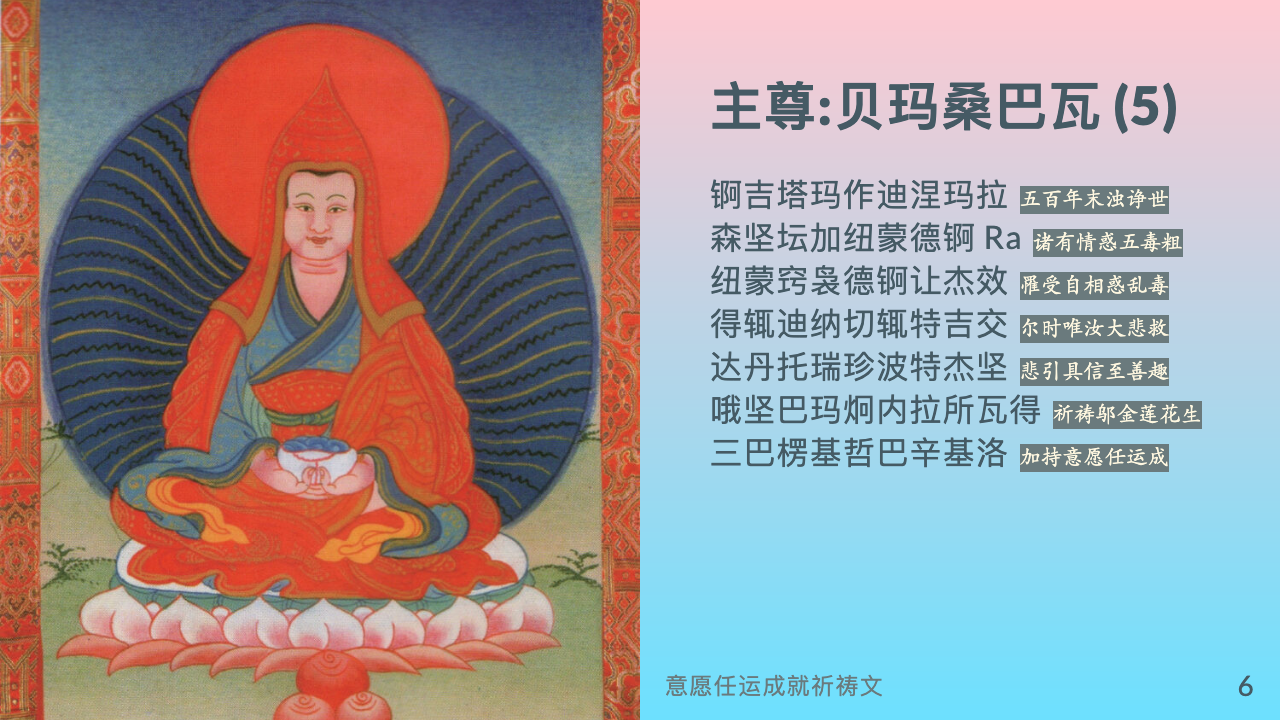 主尊:贝玛桑巴瓦 (5)
锕吉塔玛作迪涅玛拉 五百年末浊诤世
森坚坛加纽蒙德锕 Ra 诸有情惑五毒粗
纽蒙窍袅德锕让杰效 罹受自相惑乱毒
得辄迪纳切辄特吉交 尔时唯汝大悲救
达丹托瑞珍波特杰坚 悲引具信至善趣
哦坚巴玛炯内拉所瓦得 祈祷邬金莲花生
三巴楞基哲巴辛基洛 加持意愿任运成
意愿任运成就祈祷文
6